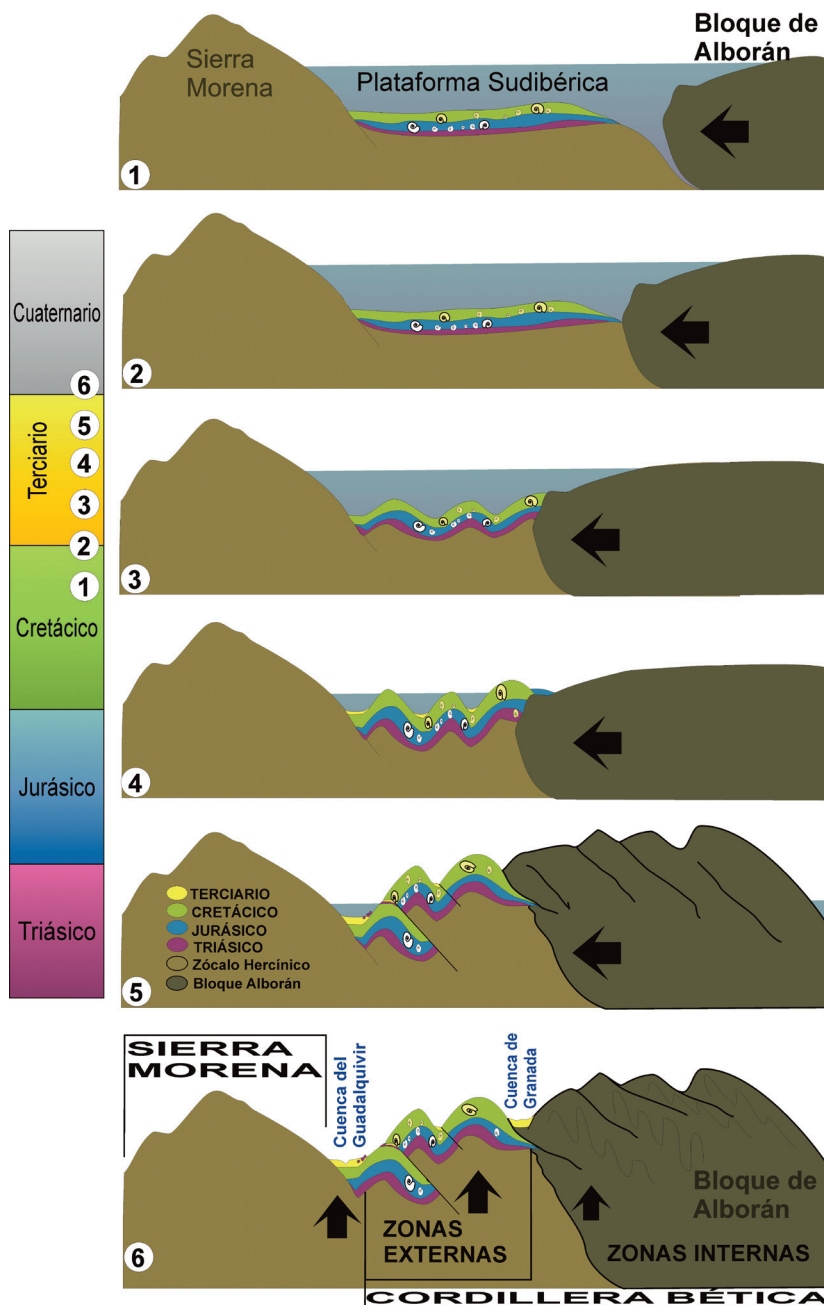 Sierra
Morena
Plataforma Sudibérica
Bloque de
Alborán
1
2
3
4
5
6
Cuaternario
Terciario
Cretácico
Jurásico
Triásico
6
5
4
3
2
1
TERCIARIO
CRETÁCICO
JURÁSICO
TRIÁSICO
Zócalo Hercínico
Bloque Alborán
SIERRA
MORENA
Cuenca del
Guadalquivir
Cuenca de
Granada
ZONAS
EXTERNAS
Bloque de
Alborán
ZONAS INTERNAS
CORDILLERA BÉTICA